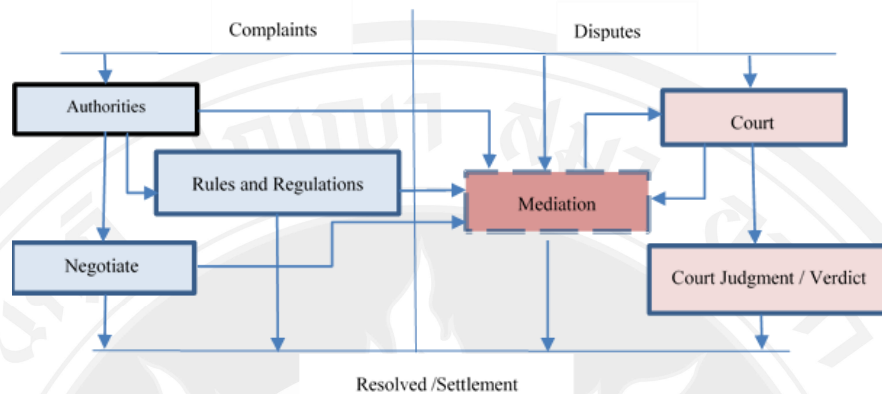 Complaints
Disputes
Authorities
Court
Rules and Regulations
Mediation
Negotiate
Court Judgment / Verdict
Resolved /Settlement